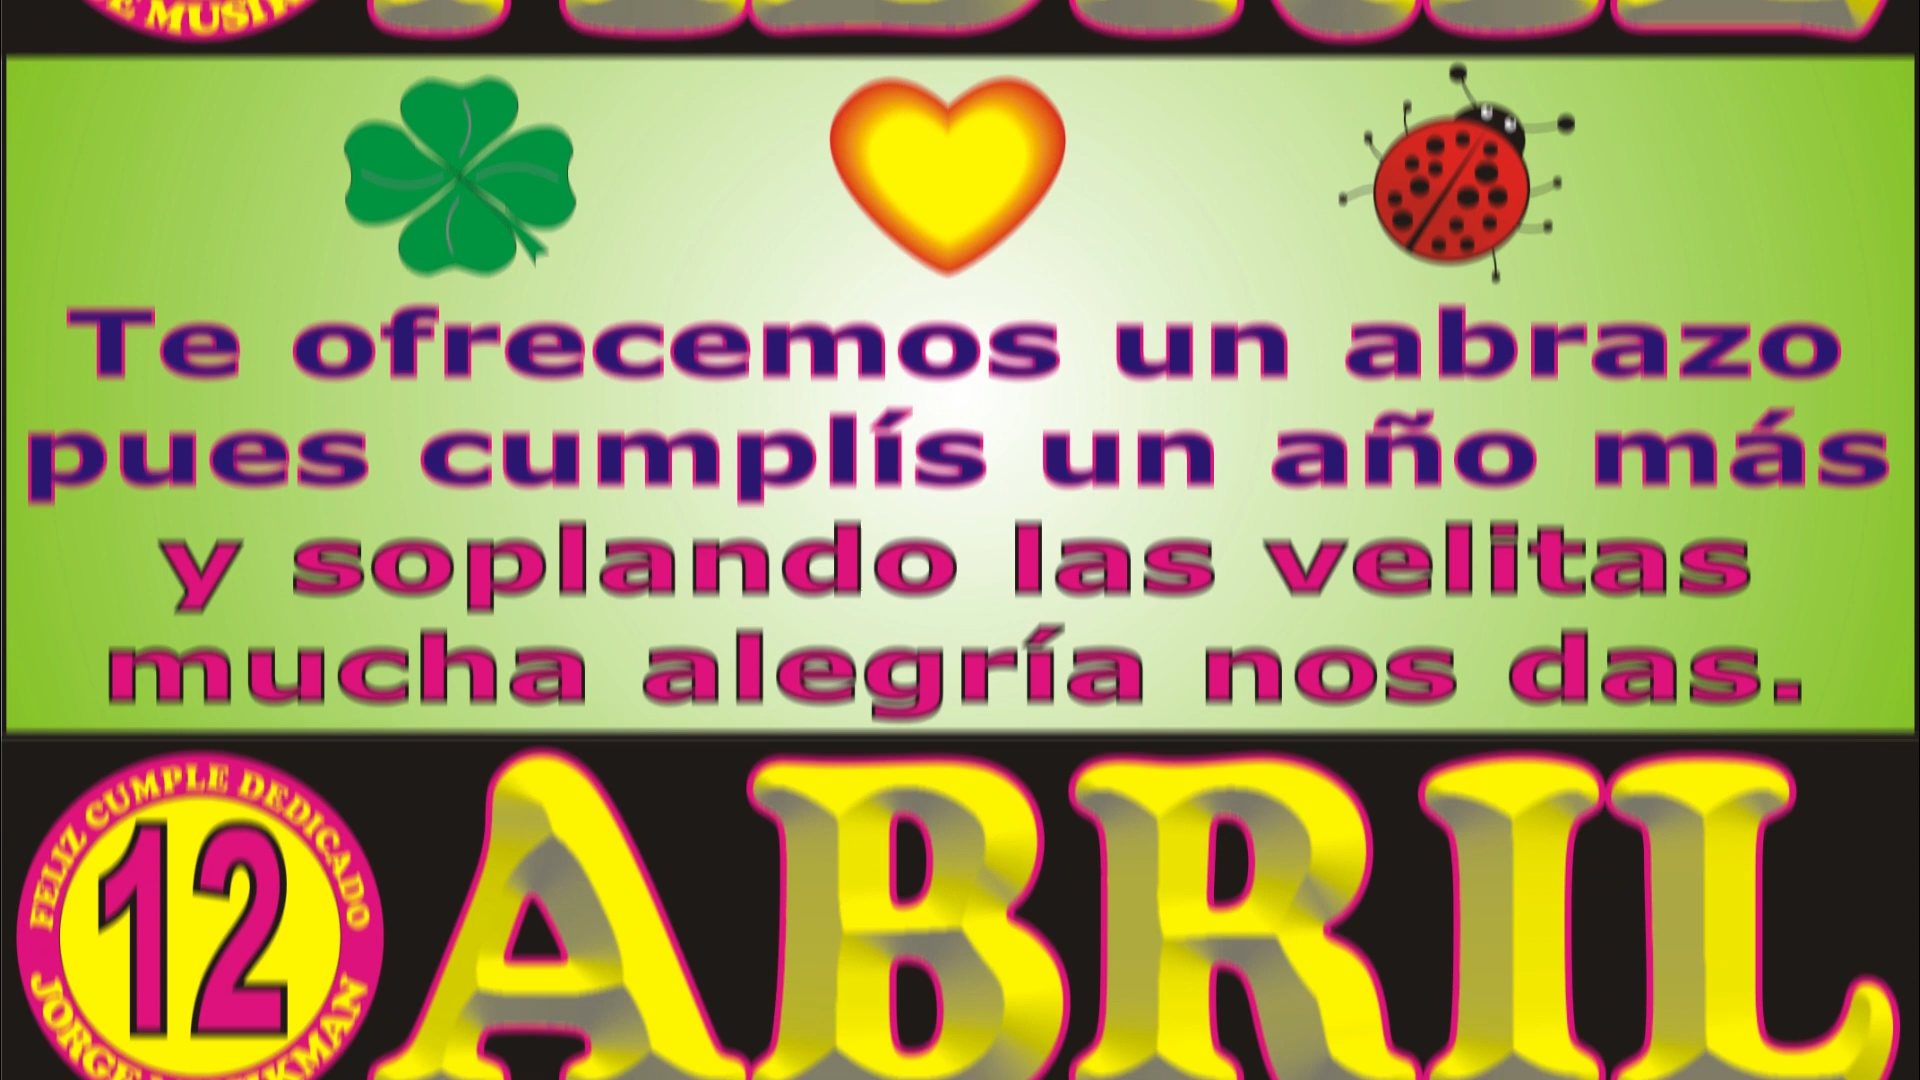 Te ofrecemos un abrazo
pues cumplís un año más
y soplando las velitas
mucha alegría nos das.
FELIZ CUMPLE DEDICADO
12
ABRIL